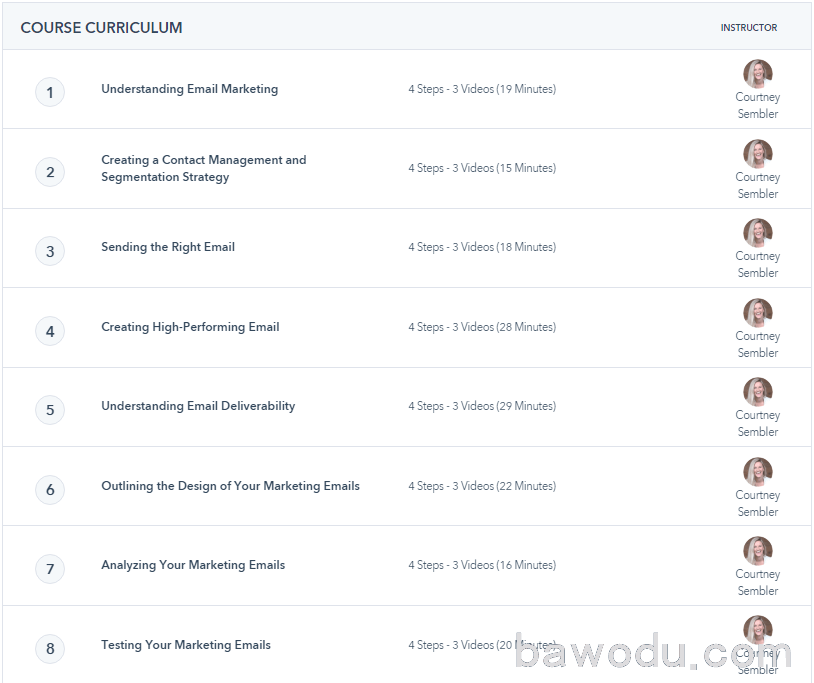 COURSE CURRICULUM
INSTRUCTOR
1
Understanding Email Marketing
4 Steps - 3 Videos (19 Minutes)
Courtney
Sembler
2
Creating a Contact Management and
Segmentation Strategy
4 Steps - 3 Videos (15 Minutes)
Courtney
Sembler
3
Sending the Right Email
4 Steps - 3 Videos (18 Minutes)
Courtney
Sembler
4
Creating High-Performing Email
4 Steps - 3 Videos (28 Minutes)
Courtney
Sembler
5
Understanding Email Deliverability
4 Steps - 3 Videos (29 Minutes)
Courtney
Sembler
6
Outlining the Design of Your Marketing Emails
4 Steps - 3 Videos (22 Minutes)
Courtney
Sembler
7
Analyzing Your Marketing Emails
4 Steps - 3 Videos (16 Minutes)
Courtney
Sembler
8
Testing Your Marketing Emails
4 Steps - 3 Videos (20 Minutes)
Courtney
Sembler
bawodu.com